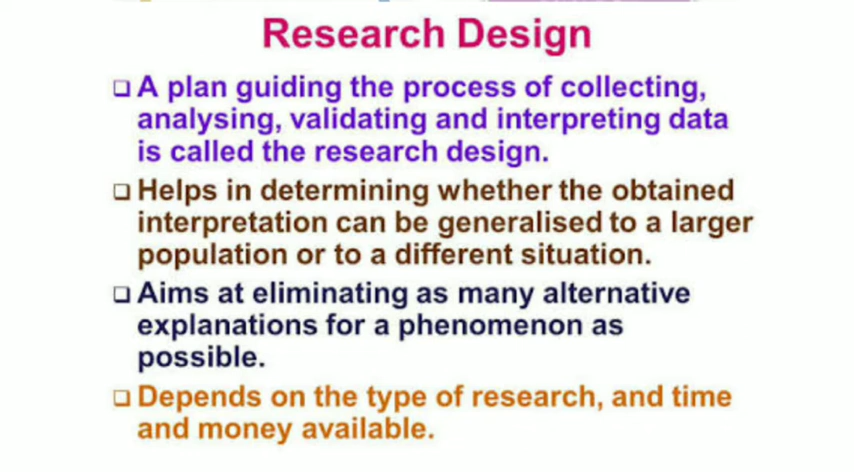 Research Design
❑ A plan guiding the process of collecting,
analysing, validating and interpreting data
is called the research design.
❑ Helps in determining whether the obtained
interpretation can be generalised to a larger
population or to a different situation.
❑ Aims at eliminating as many alternative
explanations for a phenomenon as
possible.
❑ Depends on the type of research, and time
and money available.